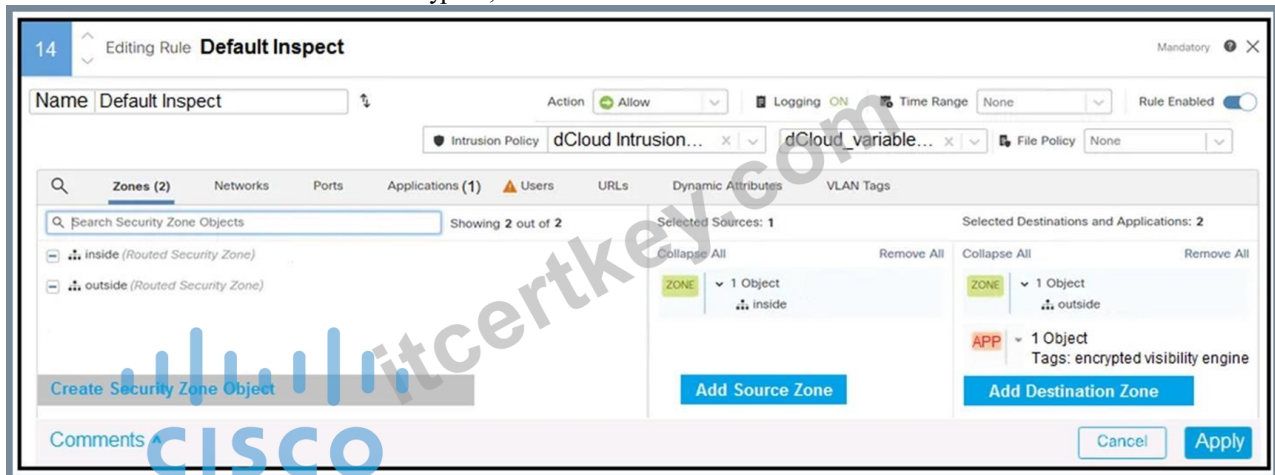 14 Editing Rule Default Inspect Mandatory
Name Default Inspect Action Allow Logging ON Time Range None Rule Enabled
Intrusion Policy dCloud Intrusion... dCloud_variable... File Policy None
Zones (2) Networks Ports Applications (1) Users URLs Dynamic Attributes VLAN Tags
Search Security Zone Objects Showing 2 out of 2 Selected Sources: 1 Selected Destinations and Applications: 2
Collapse All Remove All Collapse All Remove All
inside (Routed Security Zone)
outside (Routed Security Zone)
ZONE 1 Object ZONE 1 Object
inside outside
APP 1 Object
Tags: encrypted visibility engine
Create Security Zone Object Add Source Zone Add Destination Zone
Comments Cancel Apply
CISCO
itcertkey.com